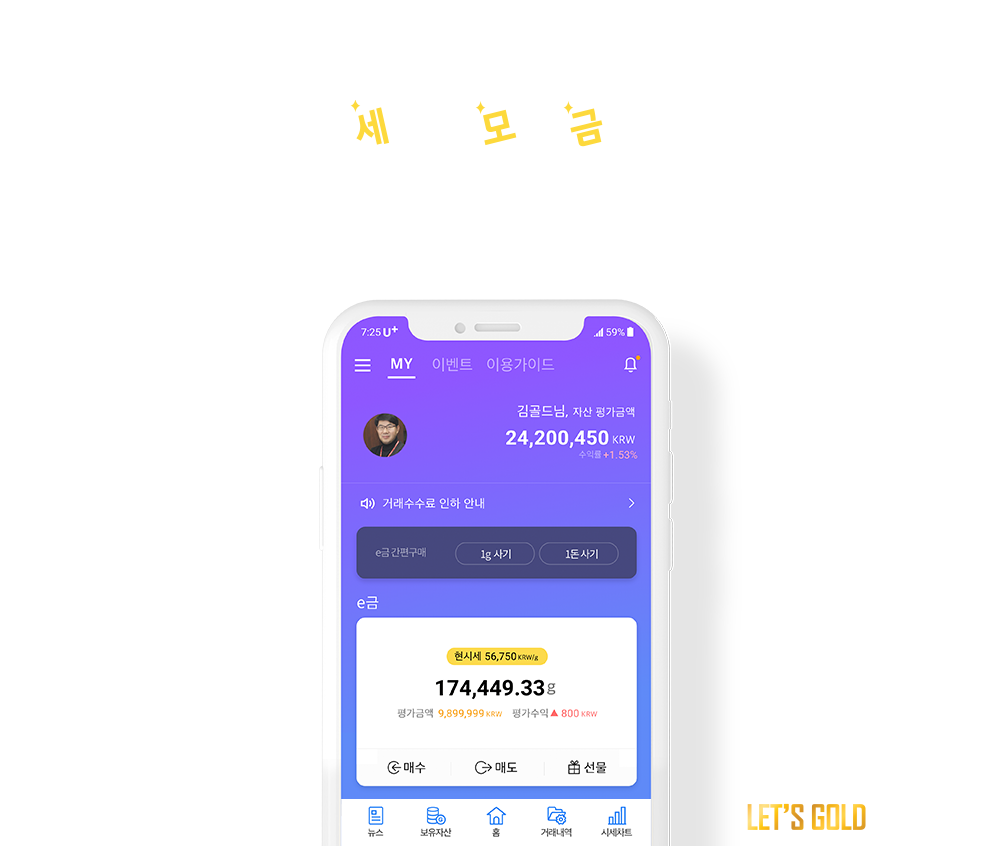 세 모 금
7:25 U+ 59%
MY 이벤트 이용가이드
김골드님, 자산 평가금액
24,200,450 KRW
수익률 +1.53%
거래수수료 인하 안내
e금 간편구매 1g 사기 1돈 사기
e금
현시세 56,750 KRW/g
174,449.33g
평가금액 9,899,999 KRW 평가수익 ▲ 800 KRW
매수 매도 선물
뉴스 보유자산 홈 거래내역 시세차트
LET'S GOLD